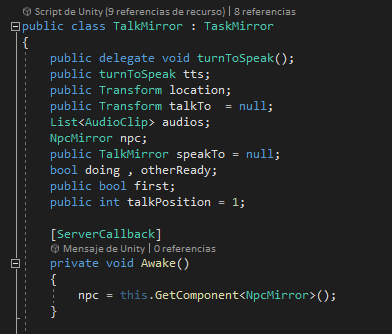 Script de Unity (9 referencias de recurso) | 8 referencias
public class TalkMirror : TaskMirror
{
public delegate void turnToSpeak();
public turnToSpeak tts;
public Transform location;
public Transform talkTo  = null;
List<AudioClip> audios;
NpcMirror npc;
public TalkMirror speakTo = null;
bool doing , otherReady;
public bool first;
public int talkPosition = 1;
[ServerCallback]
Mensaje de Unity | 0 referencias
private void Awake()
{
npc = this.GetComponent<NpcMirror>();
}